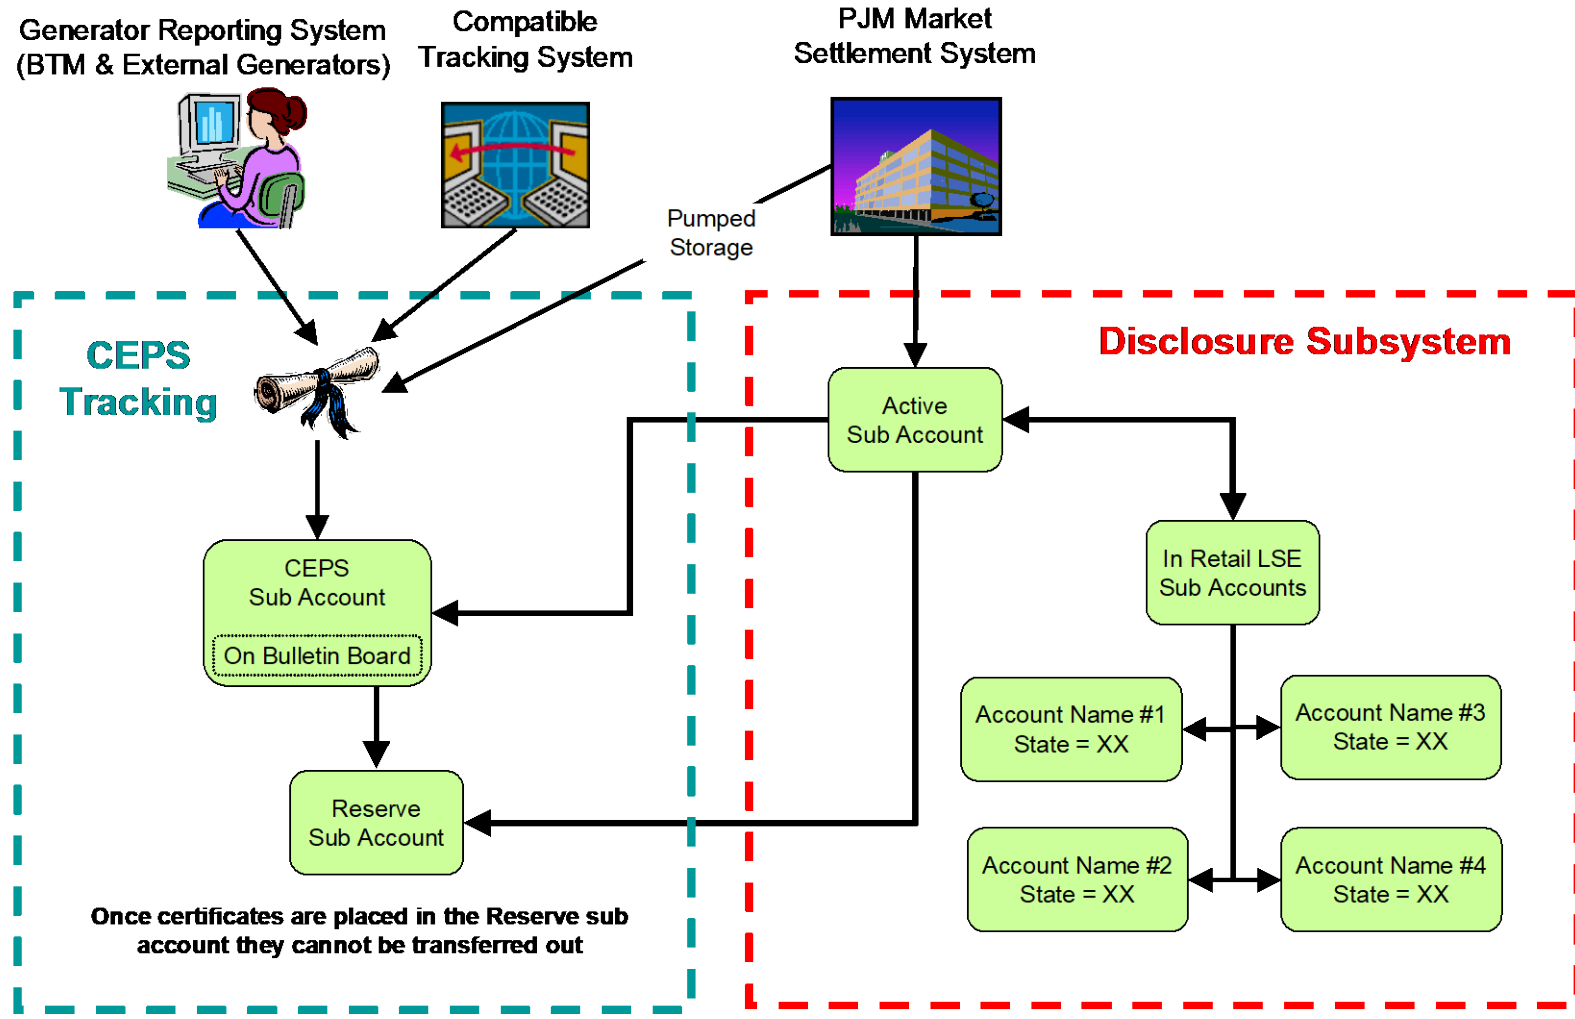 Generator Reporting System
(BTM & External Generators)
Compatible
Tracking System
PJM Market
Settlement System
Pumped
Storage
CEPS
Tracking
Disclosure Subsystem
Active
Sub Account
In Retail LSE
Sub Accounts
CEPS
Sub Account
On Bulletin Board
Account Name #1
State = XX
Account Name #3
State = XX
Reserve
Sub Account
Account Name #2
State = XX
Account Name #4
State = XX
Once certificates are placed in the Reserve sub
account they cannot be transferred out